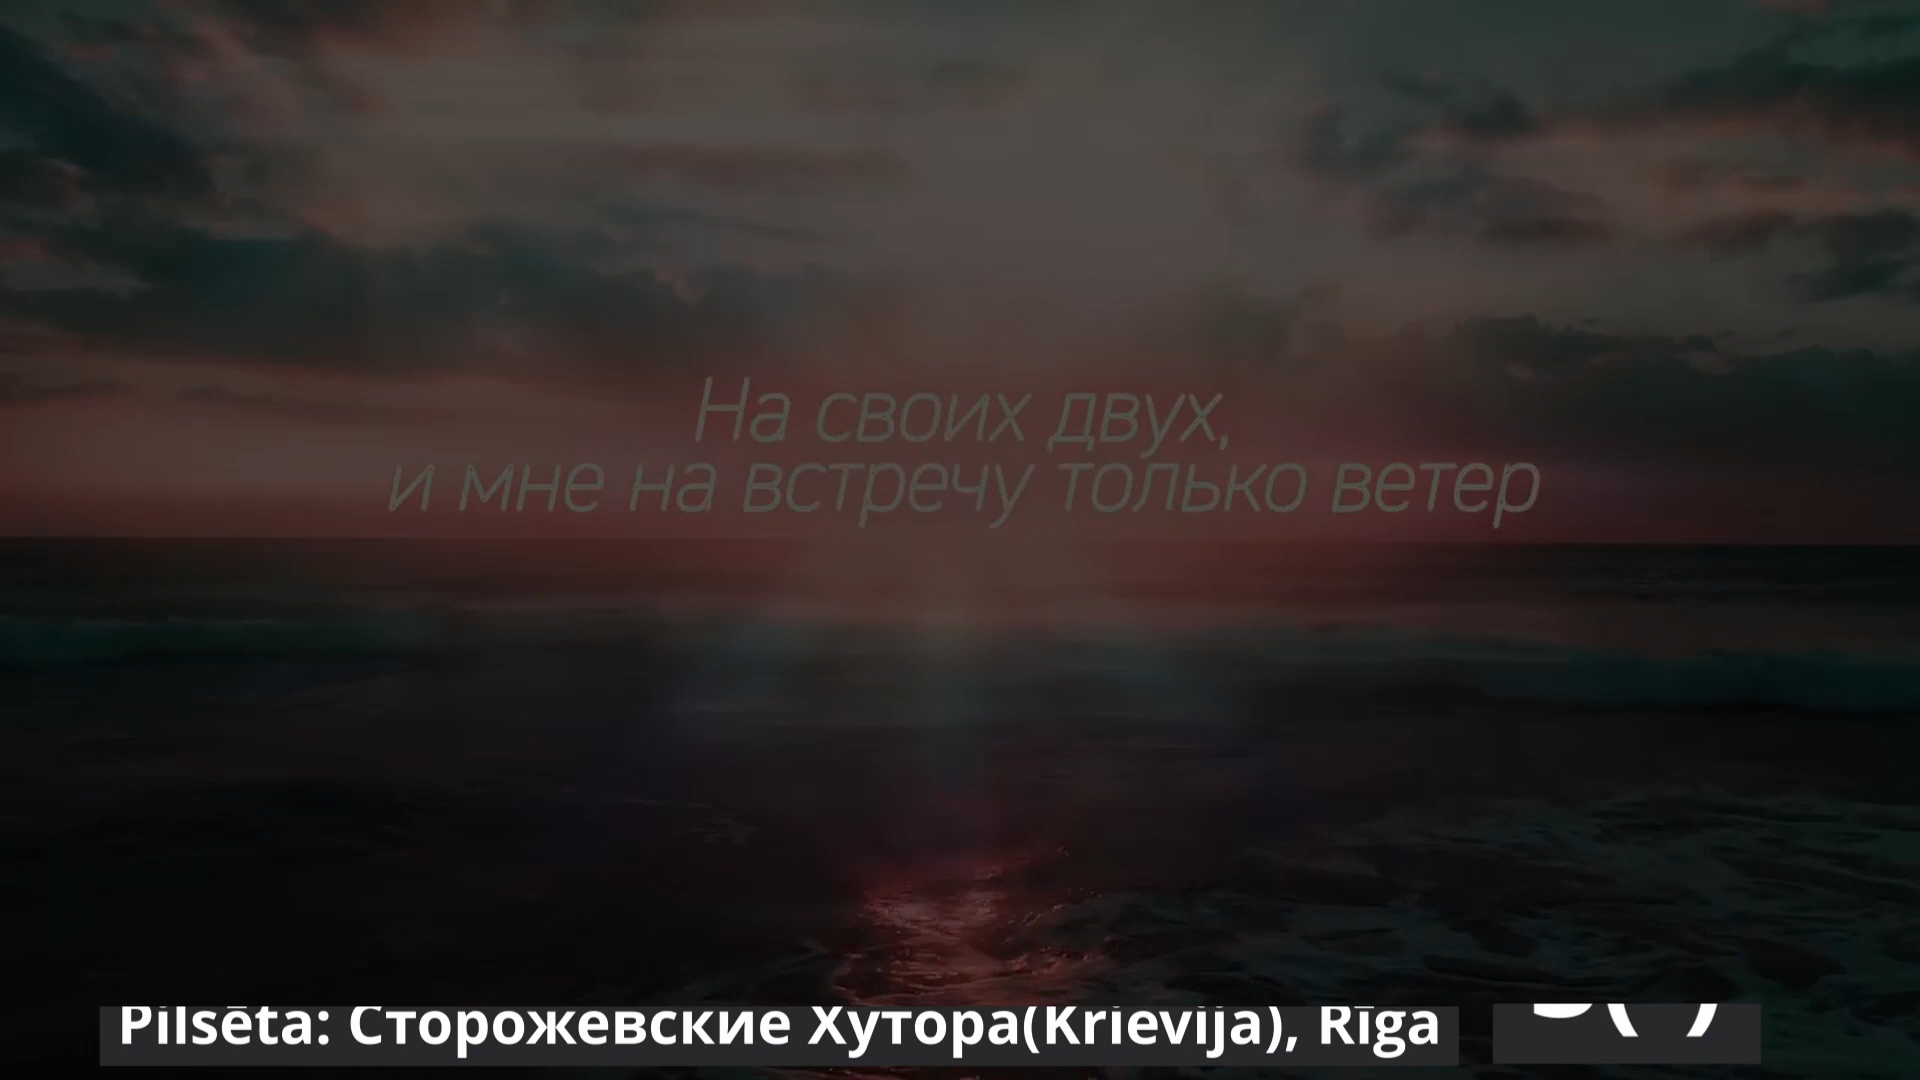 На своих двух,
и мне на встречу только ветер
Pilsēta: Сторожевские Хутора(Krievija), Rīga